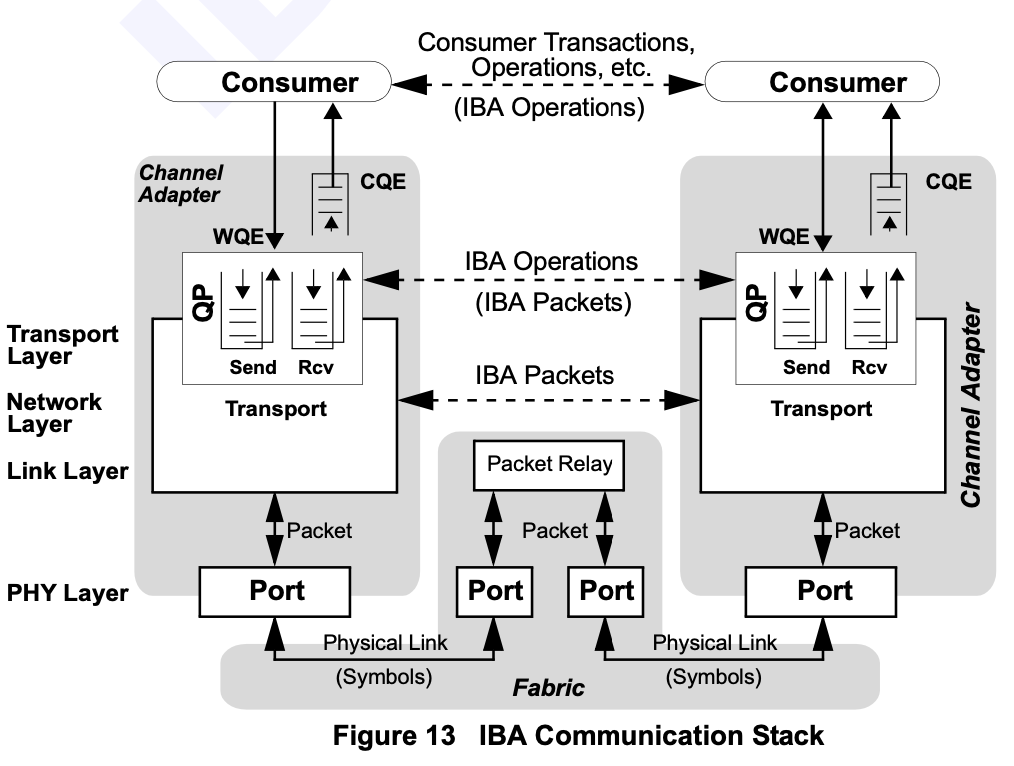 Consumer Transactions,
Operations, etc.
(IBA Operations)
Consumer
Consumer
Channel
Adapter
CQE
CQE
WQE
WQE
IBA Operations
(IBA Packets)
QP
QP
Send
Rcv
Send
Rcv
Transport
Layer
Network
Layer
Link Layer
PHY Layer
Transport
IBA Packets
Transport
Channel Adapter
Packet Relay
Packet
Packet
Packet
Port
Port
Port
Port
Physical Link
(Symbols)
Physical Link
(Symbols)
Fabric
Figure 13 IBA Communication Stack